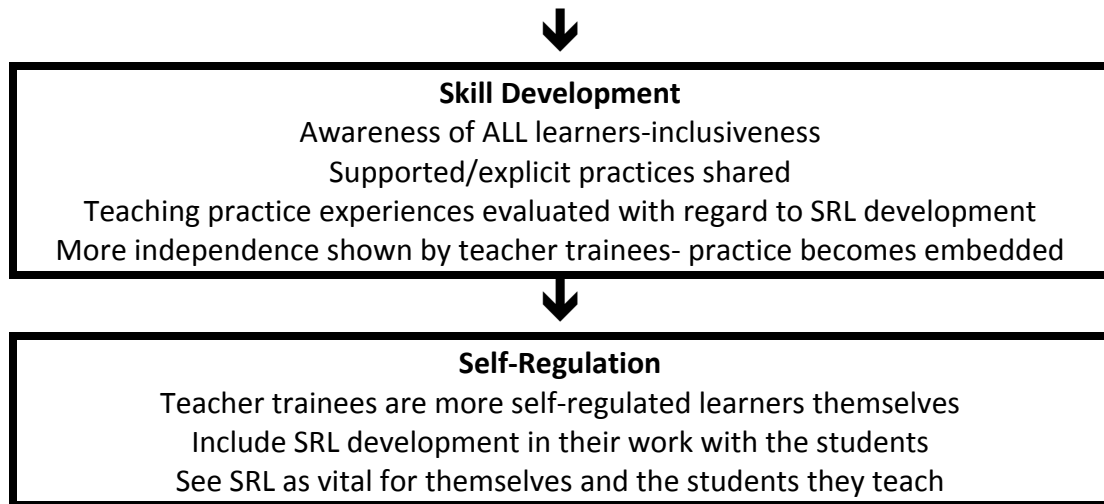 Skill Development
Awareness of ALL learners-inclusiveness
Supported/explicit practices shared
Teaching practice experiences evaluated with regard to SRL development
More independence shown by teacher trainees- practice becomes embedded
Self-Regulation
Teacher trainees are more self-regulated learners themselves
Include SRL development in their work with the students
See SRL as vital for themselves and the students they teach